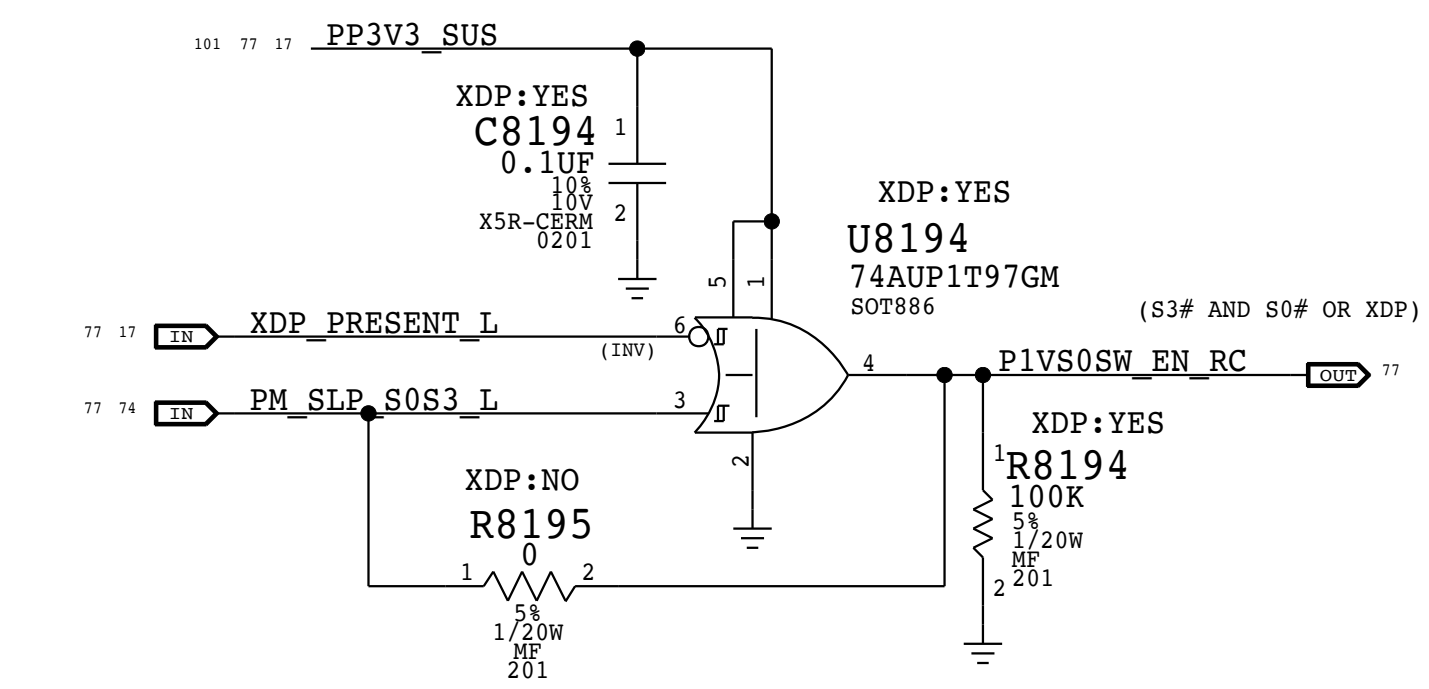 101 77 17 PP3V3_SUS
XDP:YES
C8194
0.1UF
10%
10V
X5R-CERM
0201
1
2
XDP:YES
U8194
74AUP1T97GM
SOT886
5
1
(S3# AND S0# OR XDP)
77 17 IN XDP_PRESENT_L
6
(INV)
4
P1VS0SW_EN_RC
OUT 77
77 74 IN PM_SLP_S0S3_L
3
2
XDP:YES
1
R8194
100K
5%
1/20W
MF
201
2
XDP:NO
R8195
0
1
2
5%
1/20W
MF
201